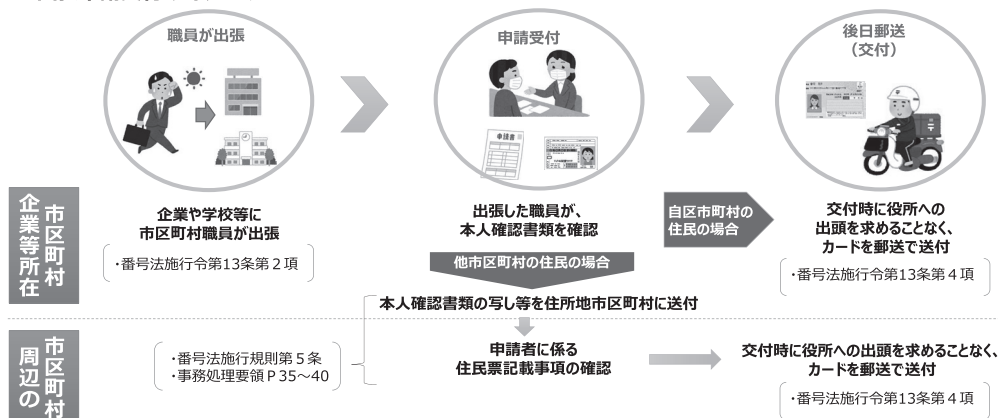 職員が出張
申請受付
後日郵送
(交付)
申請書
企業等所在
市区町村
企業や学校等に
市区町村職員が出張
・番号法施行令第13条第２項
出張した職員が、
本人確認書類を確認
自区市町村の
住民の場合
交付時に役所への
出頭を求めることなく、
カードを郵送で送付
・番号法施行令第13条第４項
他市区町村の住民の場合
本人確認書類の写し等を住所地市区町村に送付
周辺の
市区町村
・番号法施行規則第５条
・事務処理要領Ｐ35～40
申請者に係る
住民票記載事項の確認
交付時に役所への出頭を求めることなく、
カードを郵送で送付
・番号法施行令第13条第４項